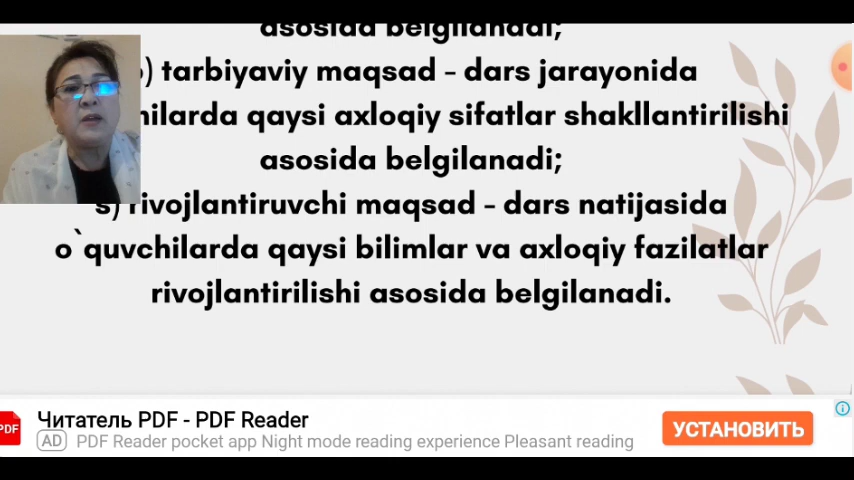 asosida belgilanadi;
) tarbiyaviy maqsad - dars jarayonida
qaysi axloqiy sifatlar shakllantirilishi
asosida belgilanadi;
s) rivojlantiruvchi maqsad - dars natijasida
o`quvchilarda qaysi bilimlar va axloqiy fazilatlar
rivojlantirilishi asosida belgilanadi.
PDF
Читатель PDF - PDF Reader
AD PDF Reader pocket app Night mode reading experience Pleasant reading
УСТАНОВИТЬ